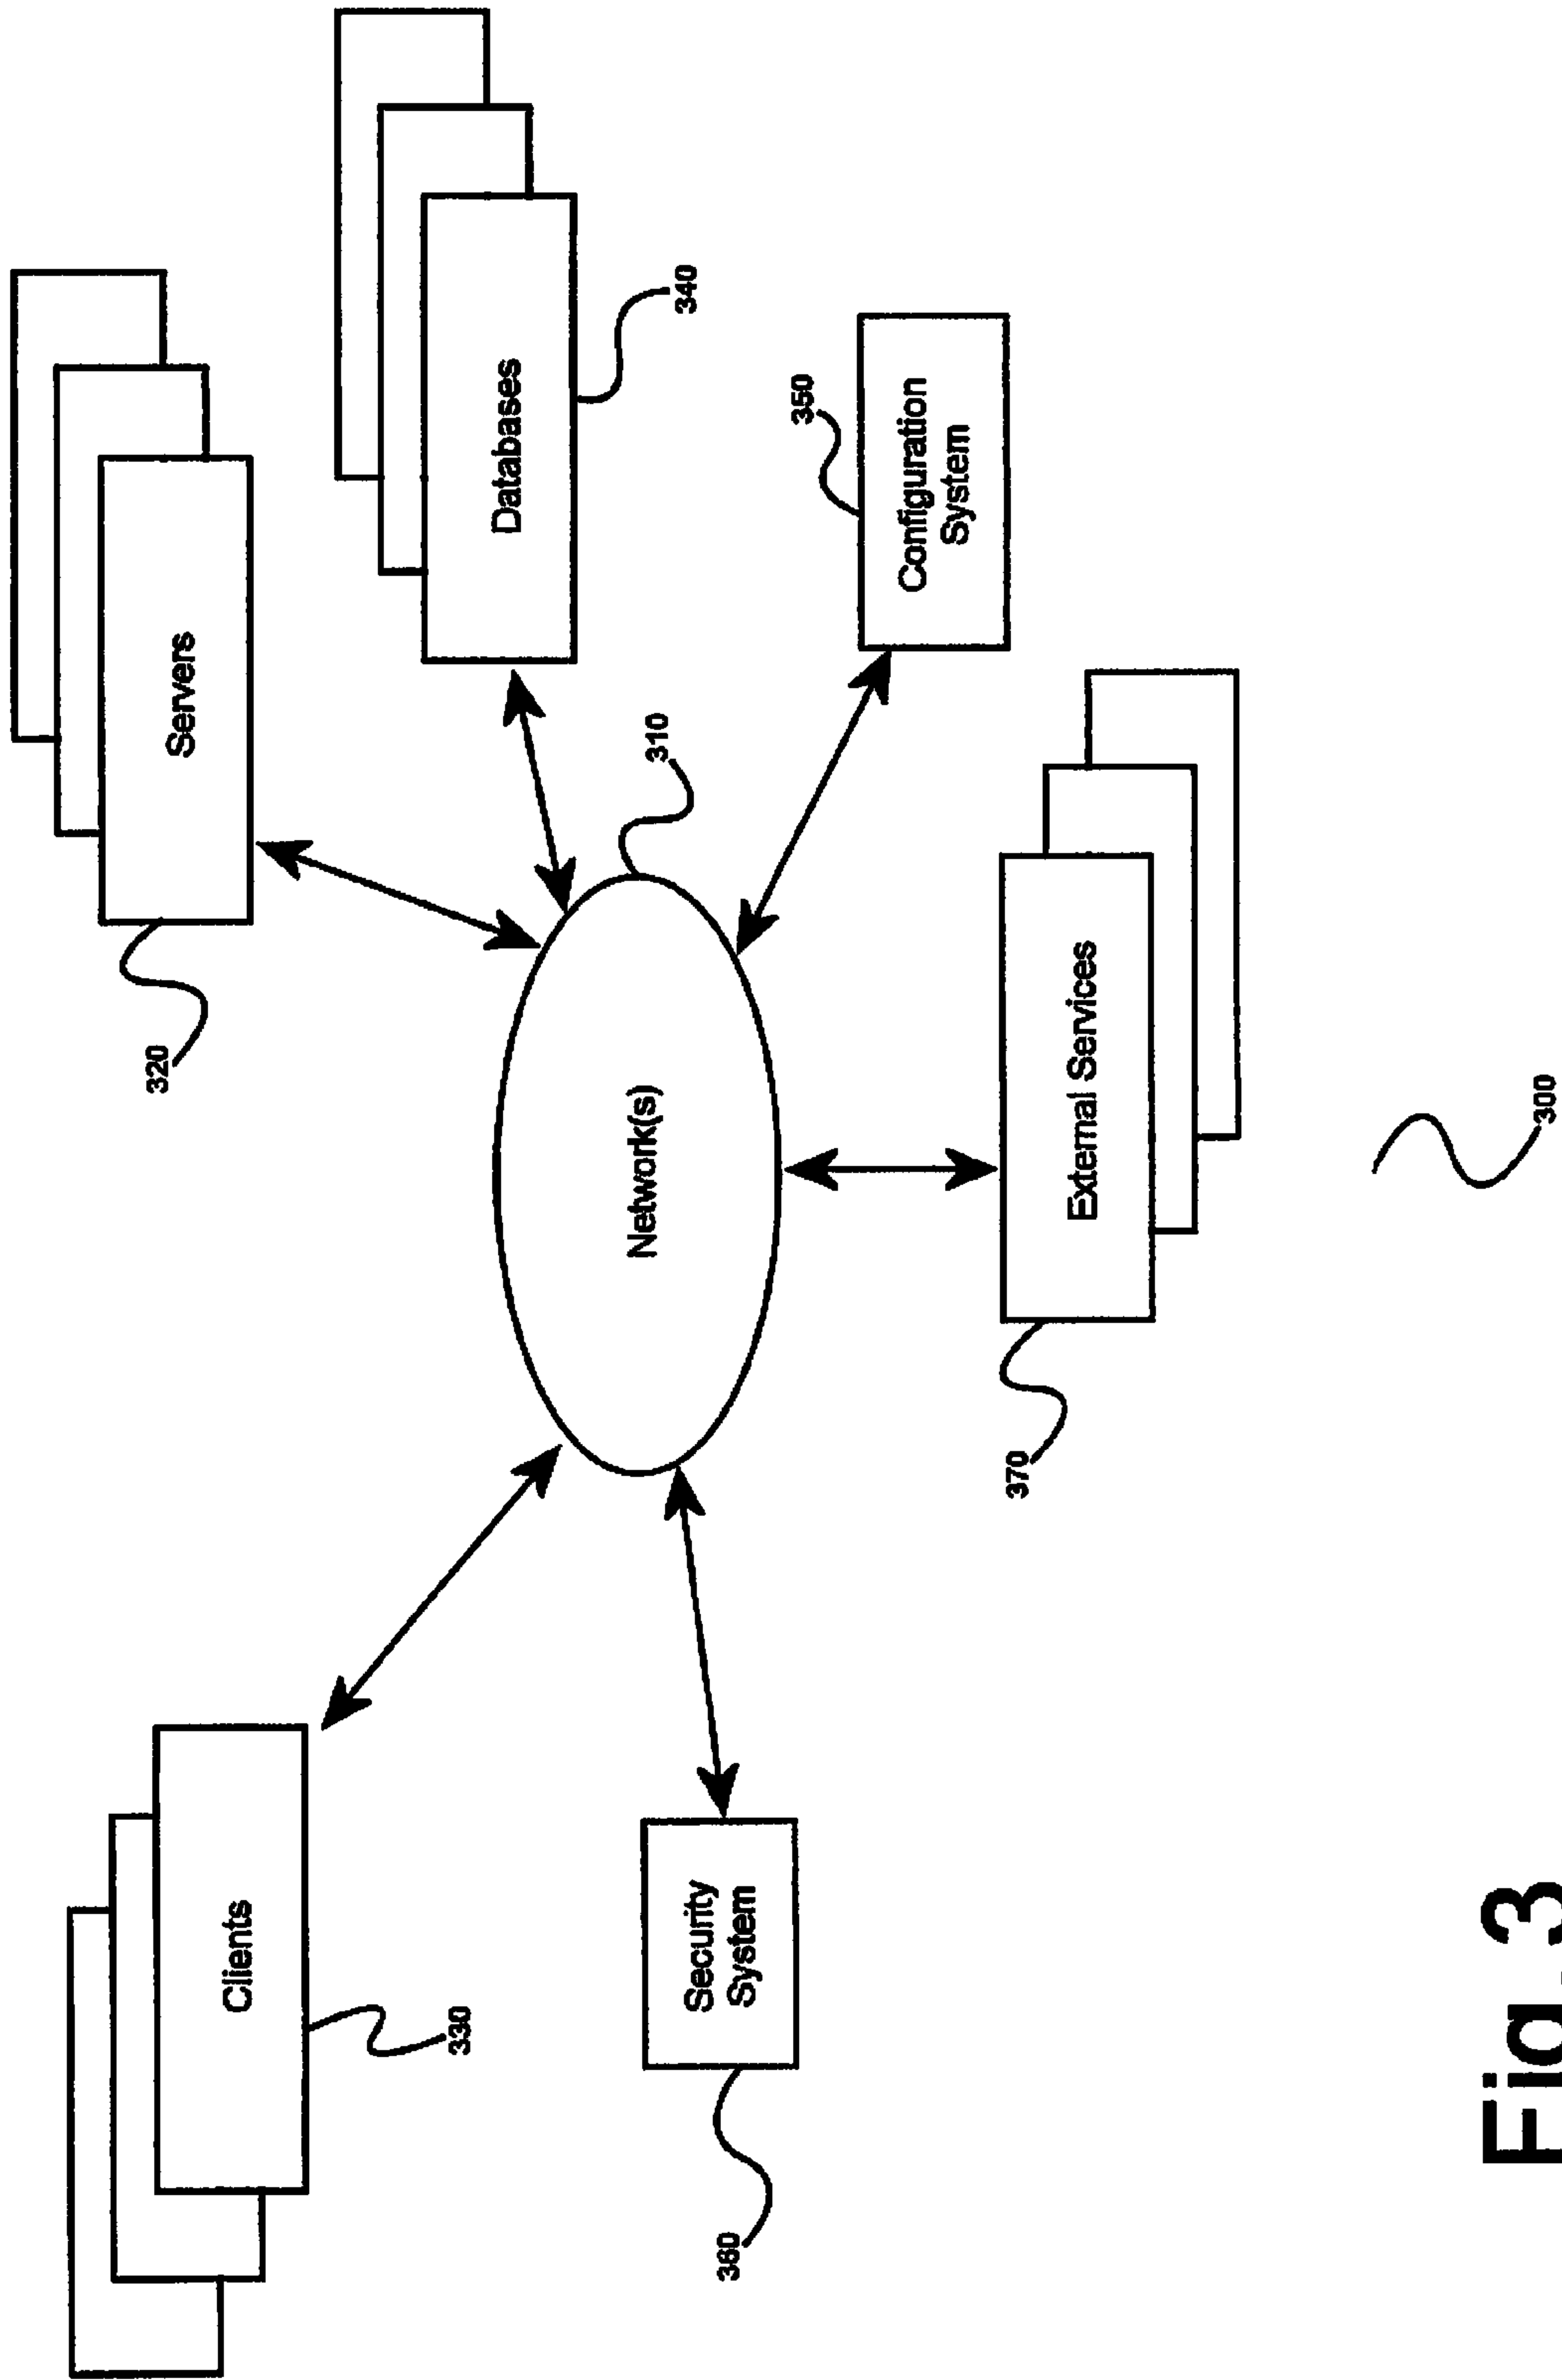 Servers
320
Clients
330
Databases
340
Network(s)
310
Security
System
360
Configuration
System
350
External Services
370
300
Fig. 3